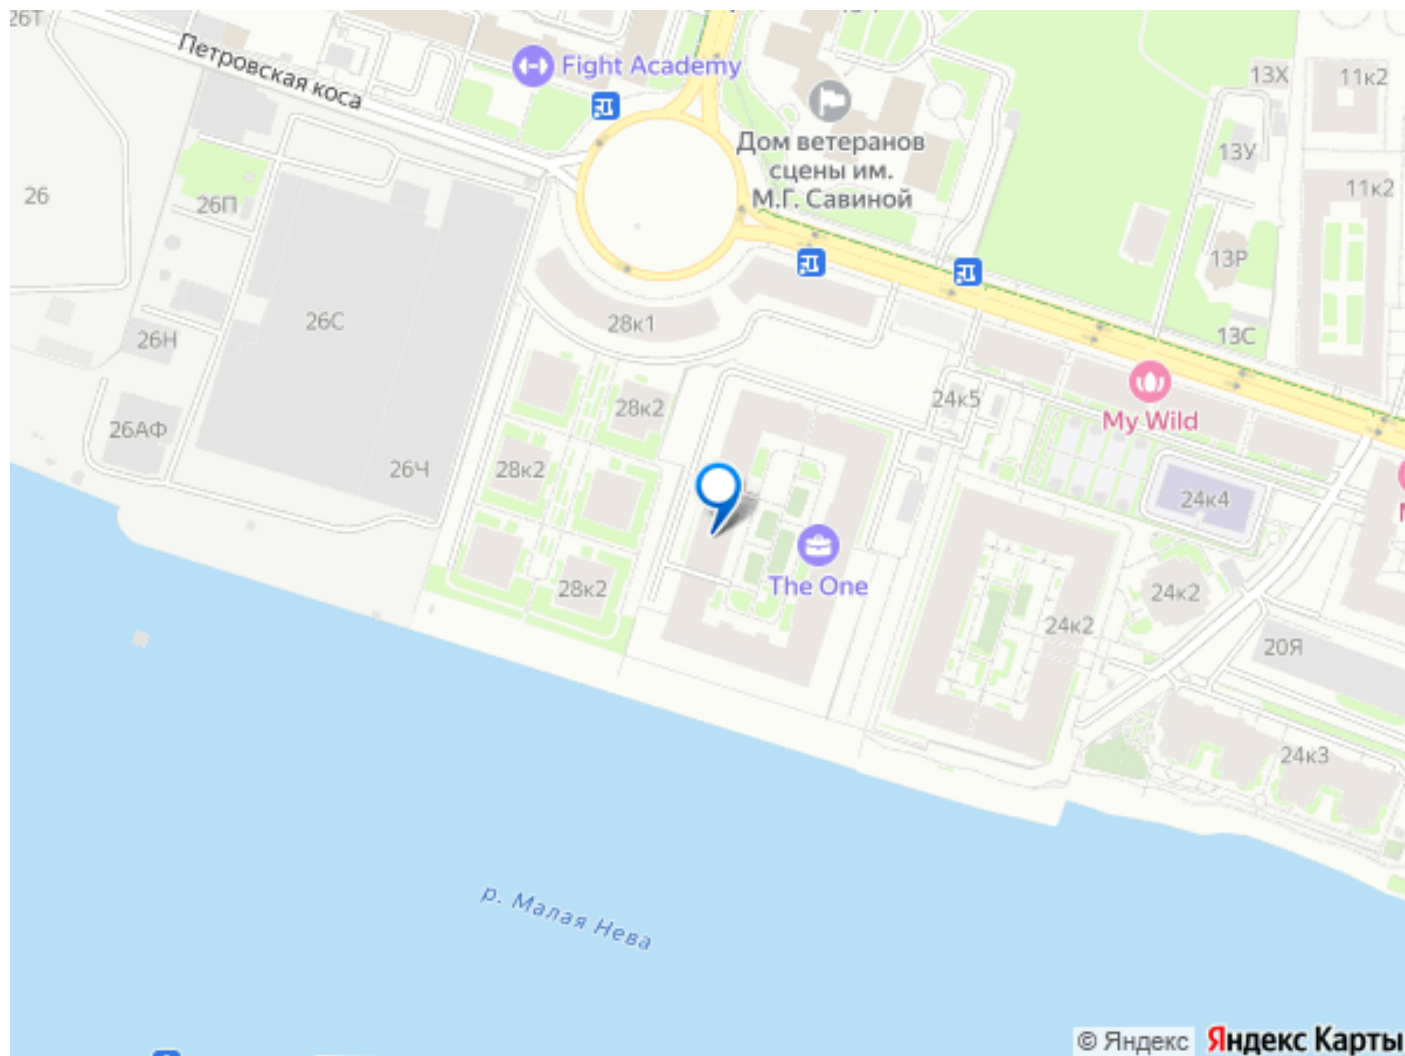 26Т
Петровская коса
Fight Academy
Дом ветеранов
сцены им.
М.Г. Савиной
13Х
11к2
13У
11к2
26
26П
13Р
26С
28к1
13С
26Н
24к5
My Wild
28к2
26АФ
26Ч
28к2
24к4
The One
28к2
24к2
24к2
20Я
24к3
р. Малая Нева
© Яндекс
Яндекс Карты